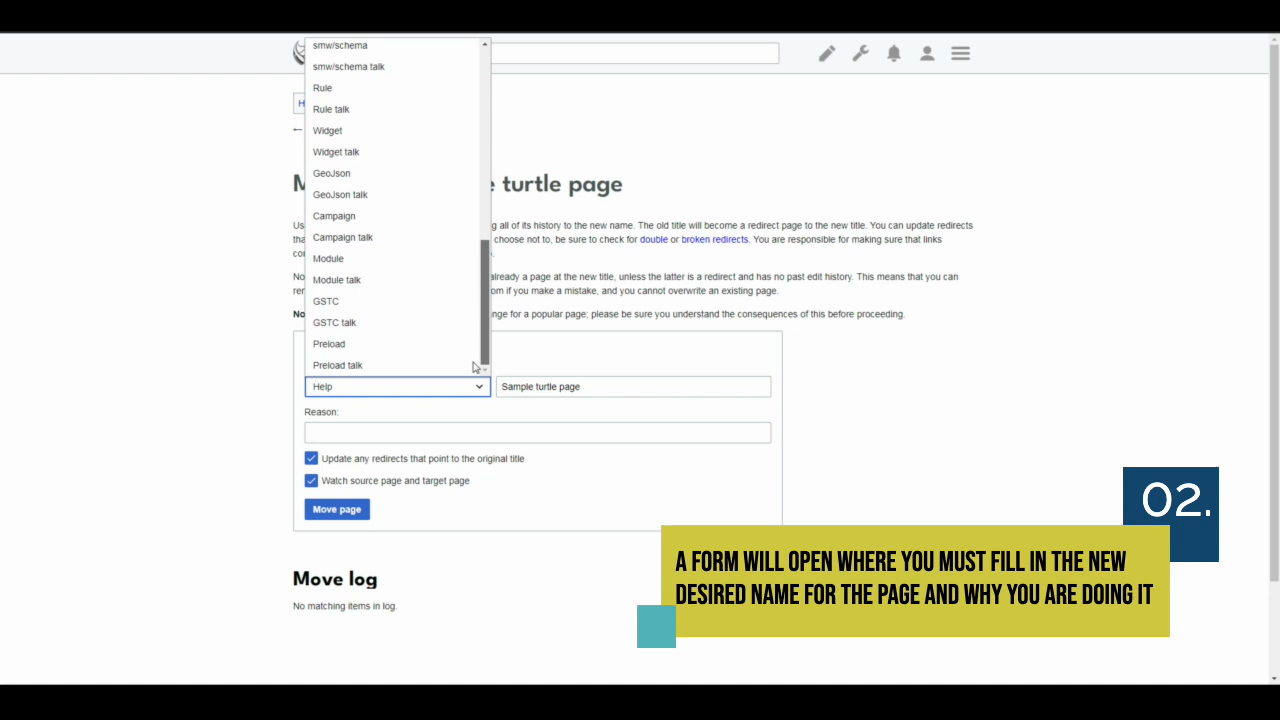 smw/schema
smw/schema talk
Rule
Rule talk
Widget
Widget talk
GeoJson
GeoJson talk
Campaign
Campaign talk
Module
Module talk
GSTC
GSTC talk
Preload
Preload talk
H
←
M
turtle page
Us
g all of its history to the new name. The old title will become a redirect page to the new title. You can update redirects
tha
choose not to, be sure to check for double or broken redirects. You are responsible for making sure that links
co
No
already a page at the new title, unless the latter is a redirect and has no past edit history. This means that you can
re
om if you make a mistake, and you cannot overwrite an existing page.
No
nge for a popular page; please be sure you understand the consequences of this before proceeding.
Help
Sample turtle page
Reason:
Update any redirects that point to the original title
Watch source page and target page
Move page
Move log
No matching items in log.
02.
A FORM WILL OPEN WHERE YOU MUST FILL IN THE NEW
DESIRED NAME FOR THE PAGE AND WHY YOU ARE DOING IT